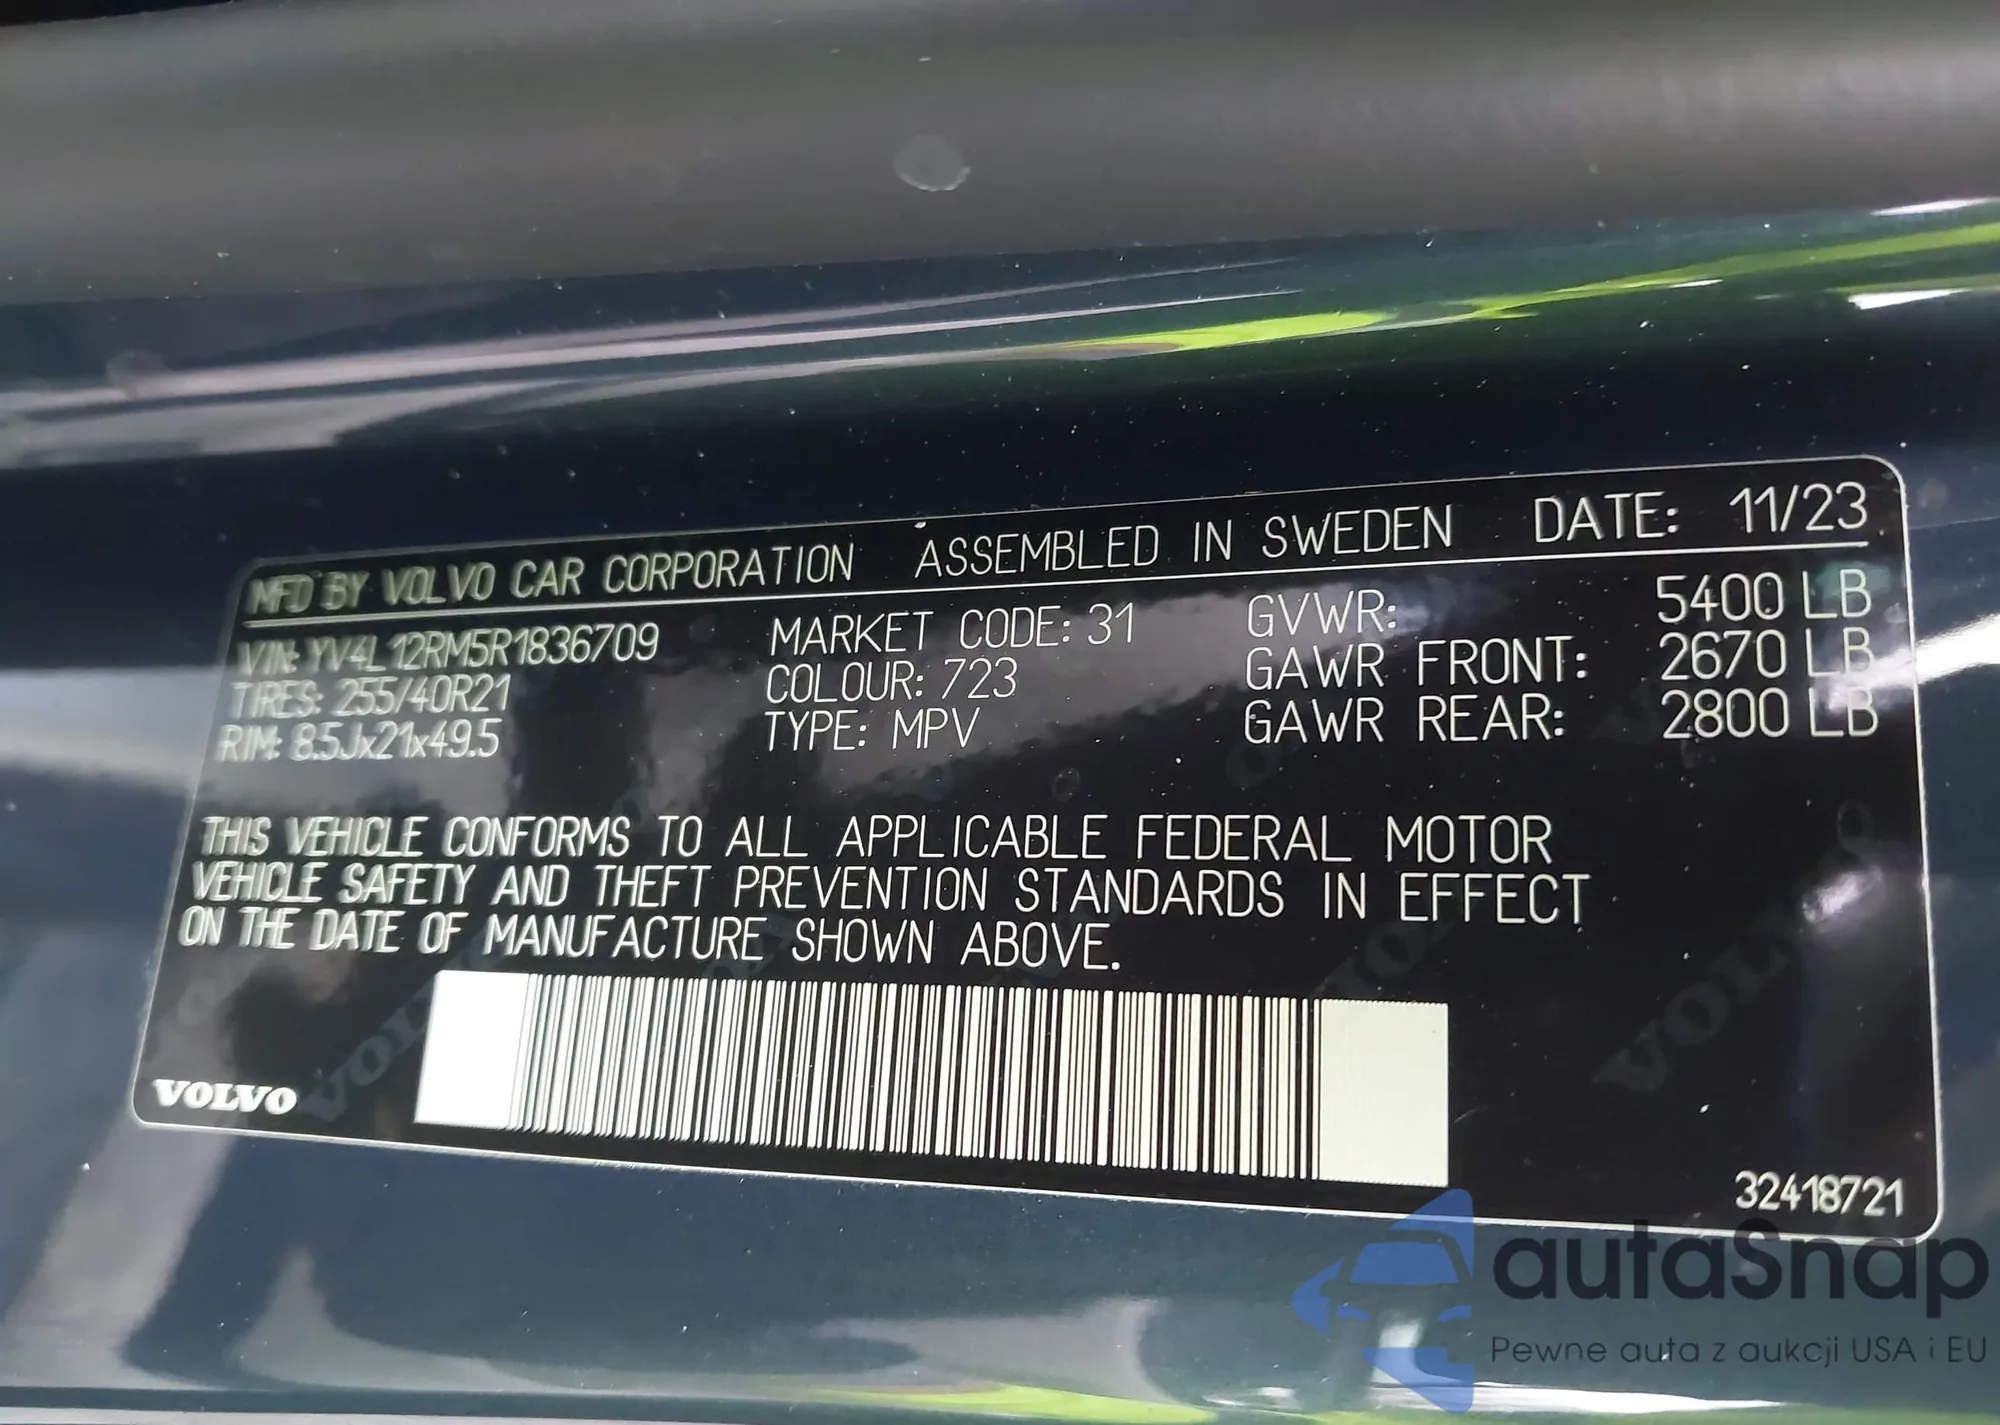 MFD BY VOLVO CAR CORPORATION ASSEMBLED IN SWEDEN DATE: 11/23
VIN: YV4L12RM5R1836709 MARKET CODE: 31 GVWR: 5400 LB
TIRES: 255/40R21 COLOUR: 723 GAWR FRONT: 2670 LB
RIM: 8.5Jx21x49.5 TYPE: MPV GAWR REAR: 2800 LB
THIS VEHICLE CONFORMS TO ALL APPLICABLE FEDERAL MOTOR
VEHICLE SAFETY AND THEFT PREVENTION STANDARDS IN EFFECT
ON THE DATE OF MANUFACTURE SHOWN ABOVE.
VOLVO
32418721
autaSnap
Pewne auta z aukcji USA i EU